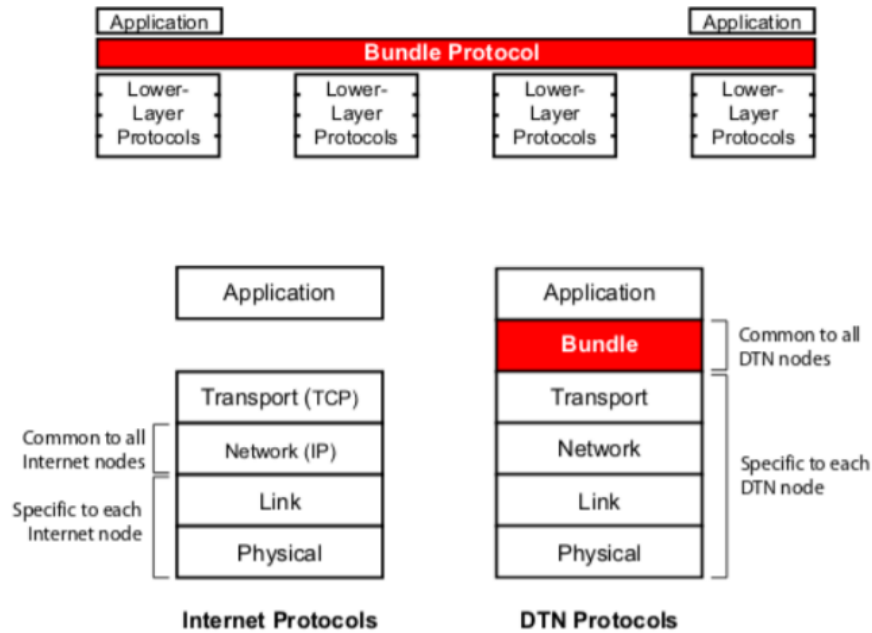 Application
Application
Bundle Protocol
Lower-
Layer
Protocols
Lower-
Layer
Protocols
Lower-
Layer
Protocols
Lower-
Layer
Protocols
Application
Transport (TCP)
Common to all
Internet nodes
Network (IP)
Specific to each
Internet node
Link
Physical
Internet Protocols
Application
Bundle
Common to all
DTN nodes
Transport
Network
Link
Physical
Specific to each
DTN node
DTN Protocols